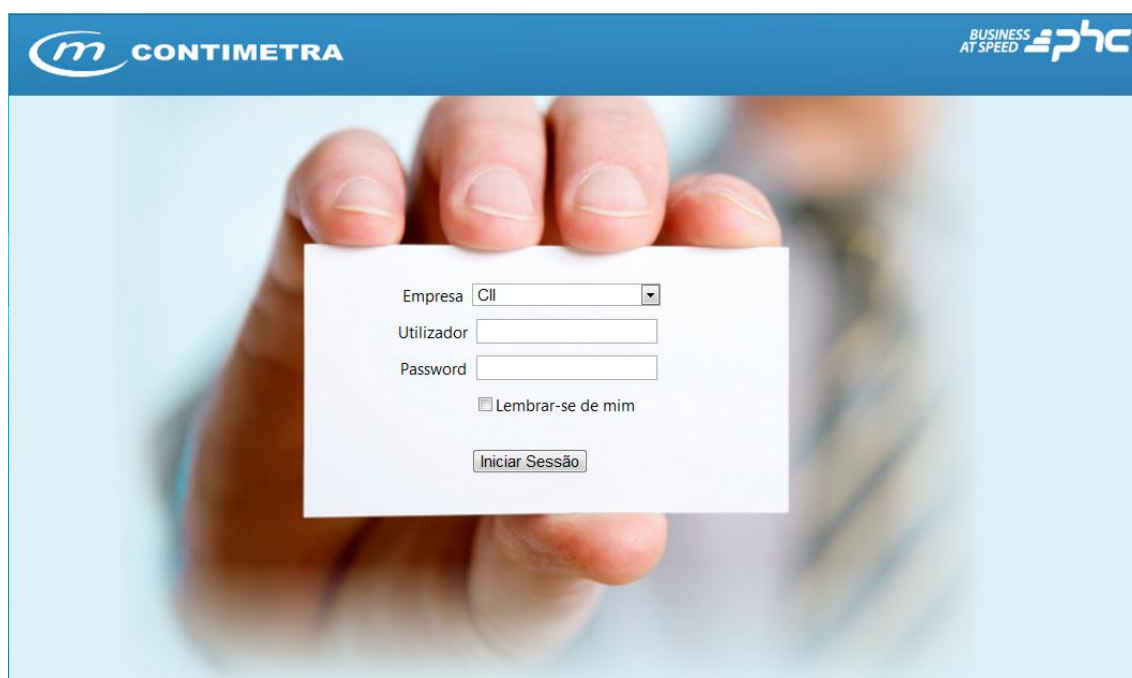 m CONTIMETRA
BUSINESS
AT SPEED phc
Empresa CII
Utilizador
Password
Lembrar-se de mim
Iniciar Sessão